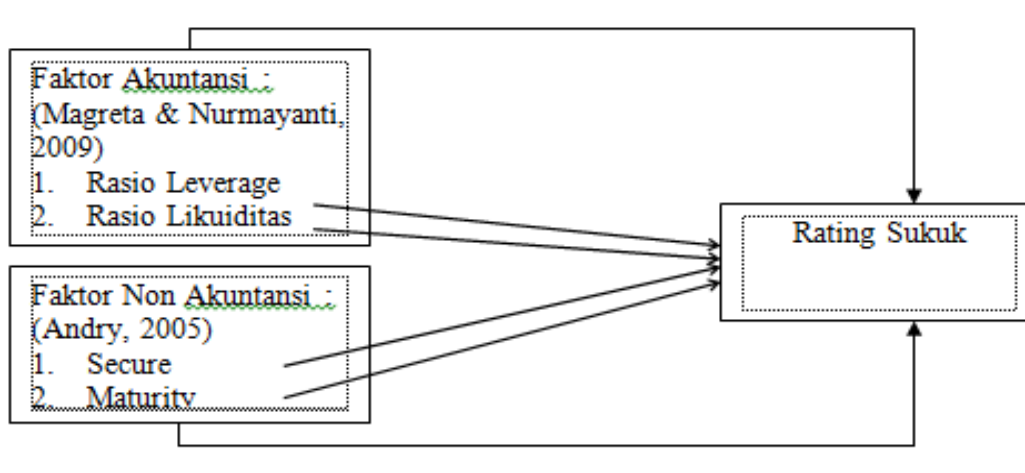 Faktor Akuntansi :
(Magreta & Nurmayanti,
2009)
1. Rasio Leverage
2. Rasio Likuiditas
Rating Sukuk
Faktor Non Akuntansi :
(Andry, 2005)
1. Secure
2. Maturity